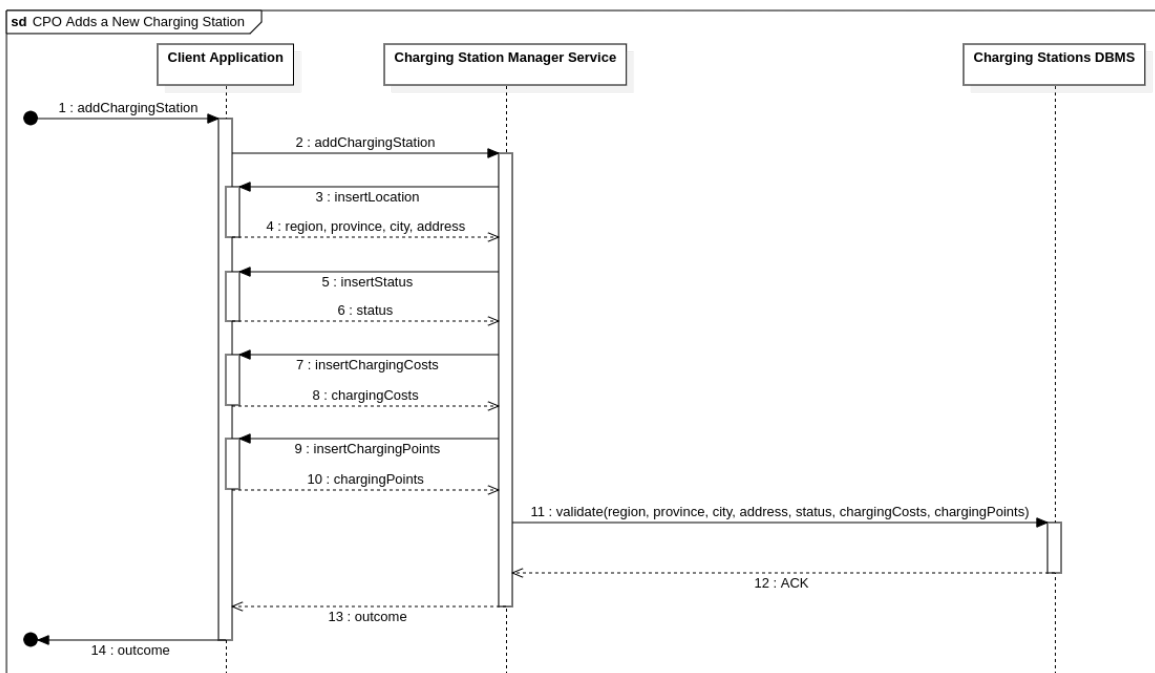 sd CPO Adds a New Charging Station
Client Application
Charging Station Manager Service
Charging Stations DBMS
1 : addChargingStation
2 : addChargingStation
3 : insertLocation
4 : region, province, city, address
5 : insertStatus
6 : status
7 : insertChargingCosts
8 : chargingCosts
9 : insertChargingPoints
10 : chargingPoints
11 : validate(region, province, city, address, status, chargingCosts, chargingPoints)
12 : ACK
13 : outcome
14 : outcome